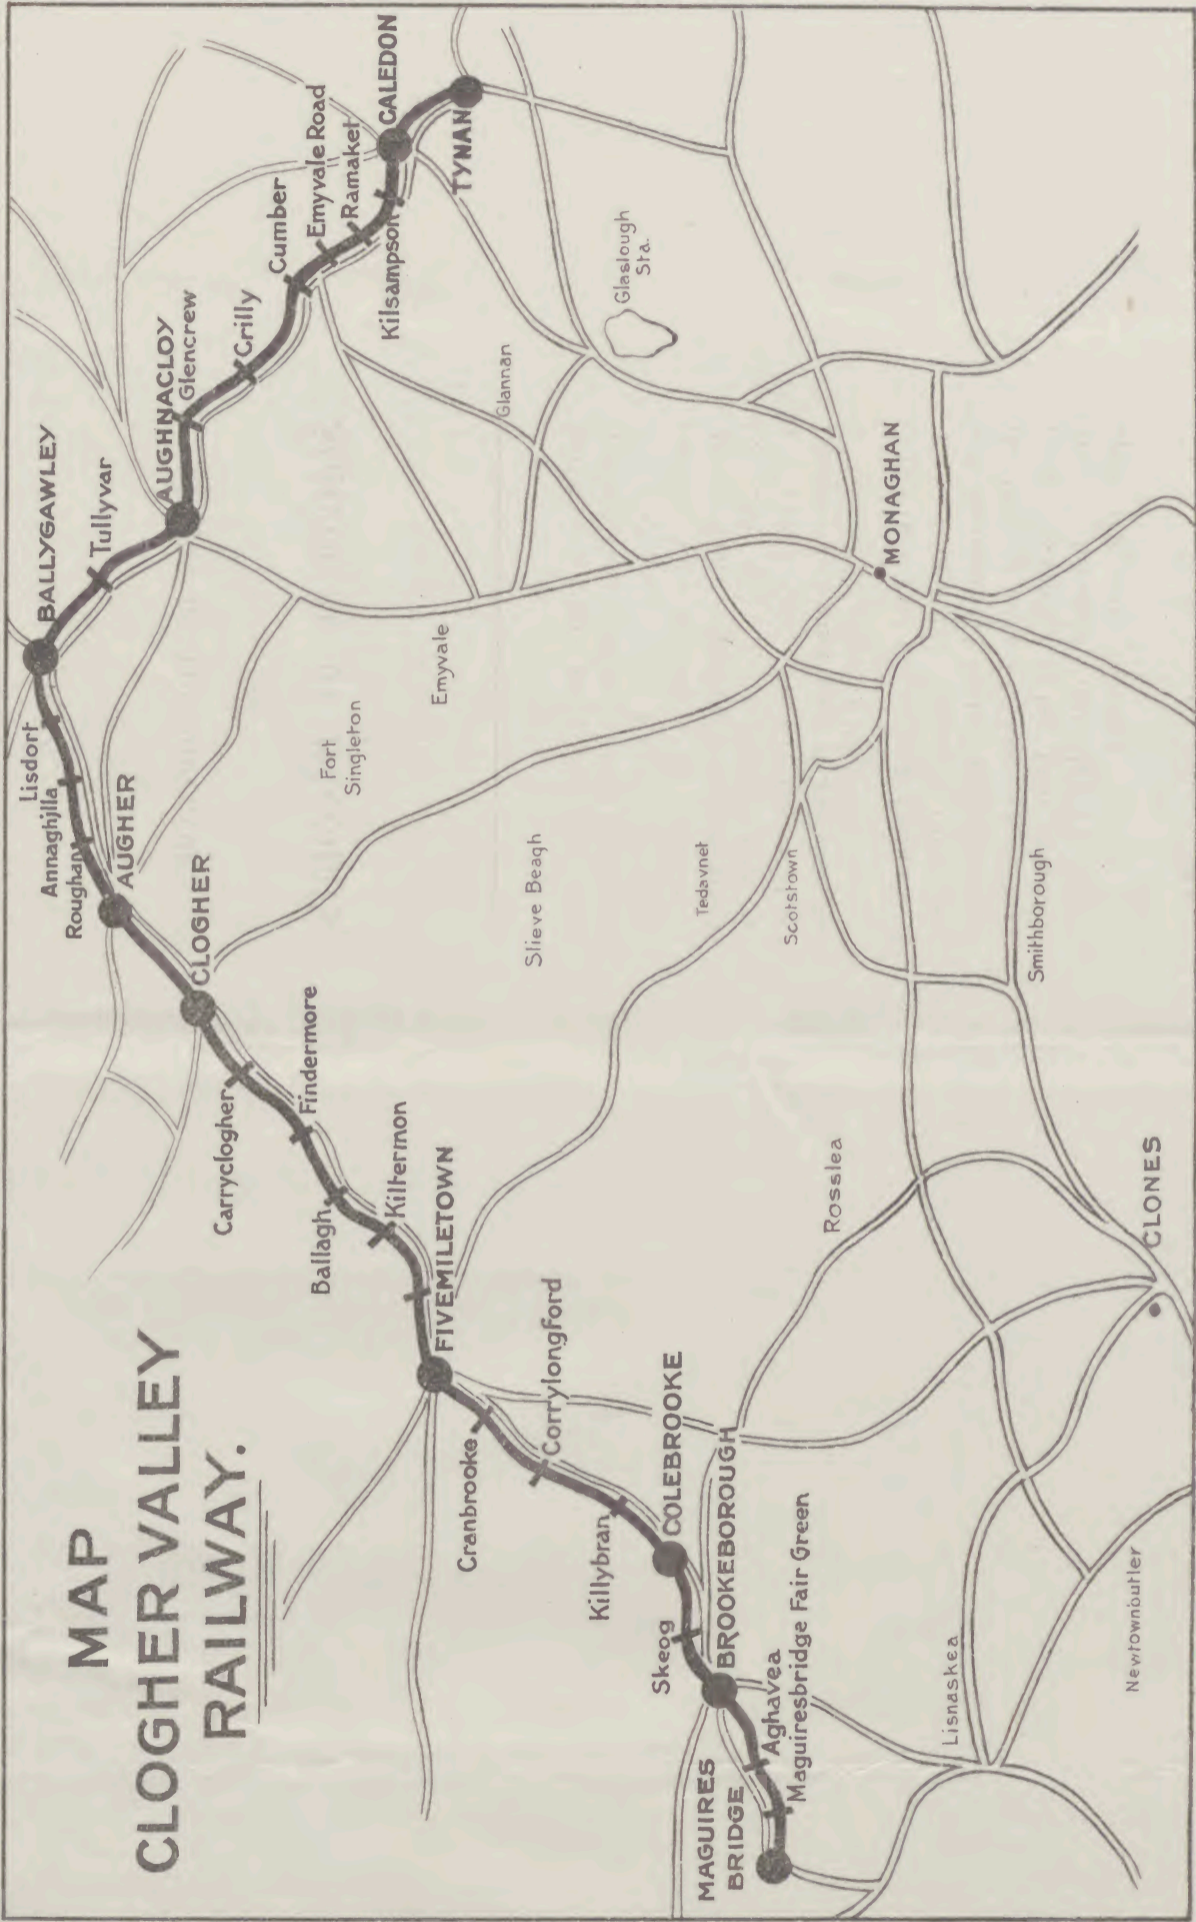 MAP
CLOGHER VALLEY
RAILWAY.
MAGUIRES
BRIDGE
Maguiresbridge Fair Green
Aghavea
BROOKEBOROUGH
Skeog
COLEBROOKE
Killybran
Corrylongford
Cranbrooke
FIVEMILETOWN
Kiltermon
Ballagh
Findermore
Carryclogher
CLOGHER
AUGHER
Roughan
Annaghilla
Lisdort
BALLYGAWLEY
Tullyvar
AUGHNACLOY
Glencrew
Crilly
Cumber
Emyvale Road
Ramaket
Kilsampson
CALEDON
TYNAN
Glaslough
Sta.
Glannan
MONAGHAN
Emyvale
Fort
Singleton
Slieve Beagh
Tedavnet
Scotstown
Smithborough
Rosslea
CLONES
Lisnaskea
Newtownbutler